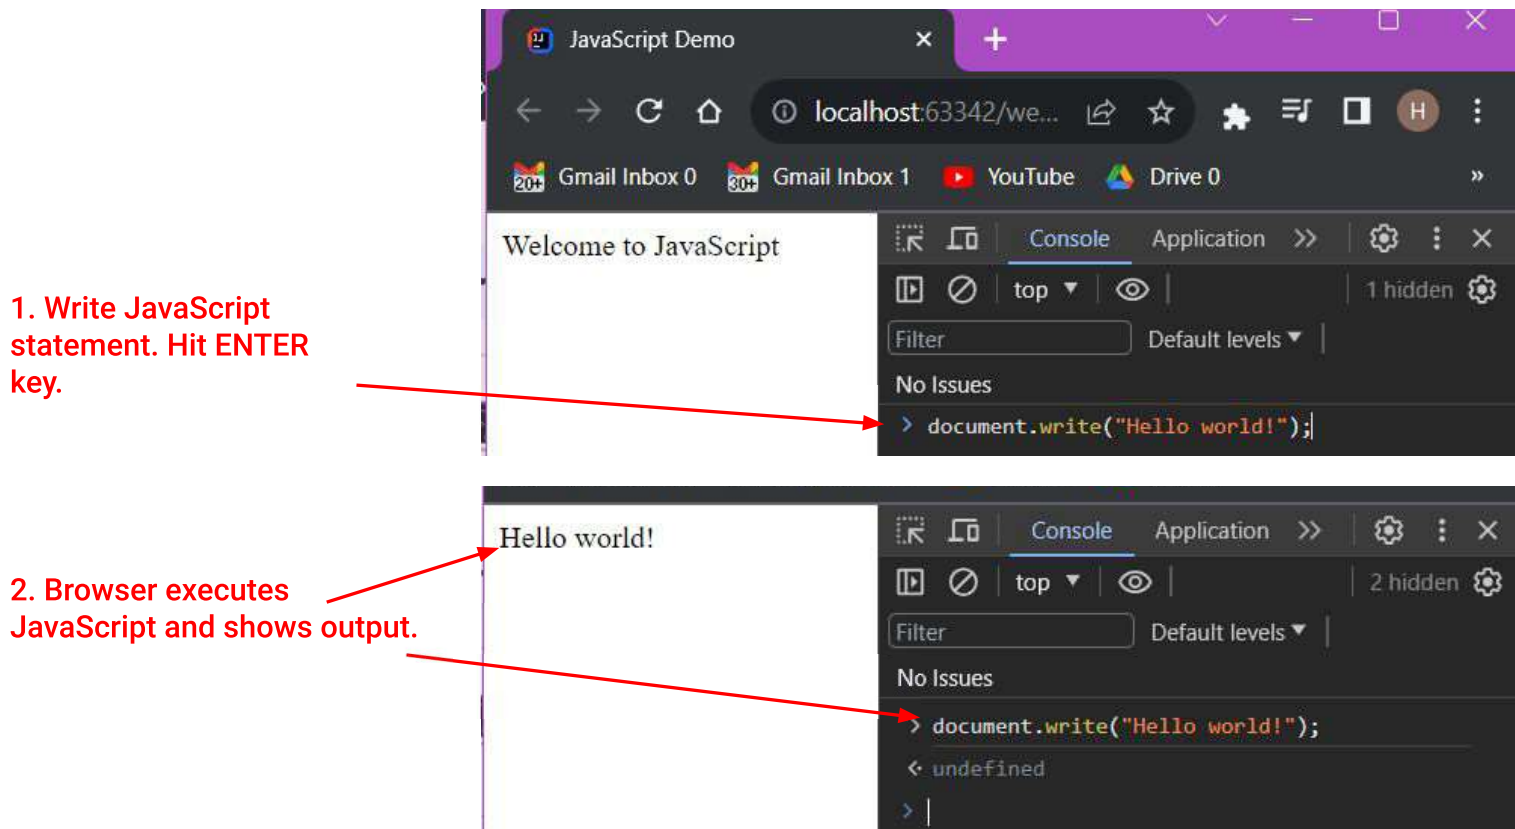 JavaScript Demo
localhost:63342/we...
H
20+ Gmail Inbox 0 30+ Gmail Inbox 1 YouTube Drive 0 »
Welcome to JavaScript
Console Application
top
1 hidden
Filter
Default levels
No Issues
> document.write("Hello world!");
1. Write JavaScript
statement. Hit ENTER
key.
Hello world!
Console Application
top
2 hidden
Filter
Default levels
No Issues
> document.write("Hello world!");
undefined
>
2. Browser executes
JavaScript and shows output.